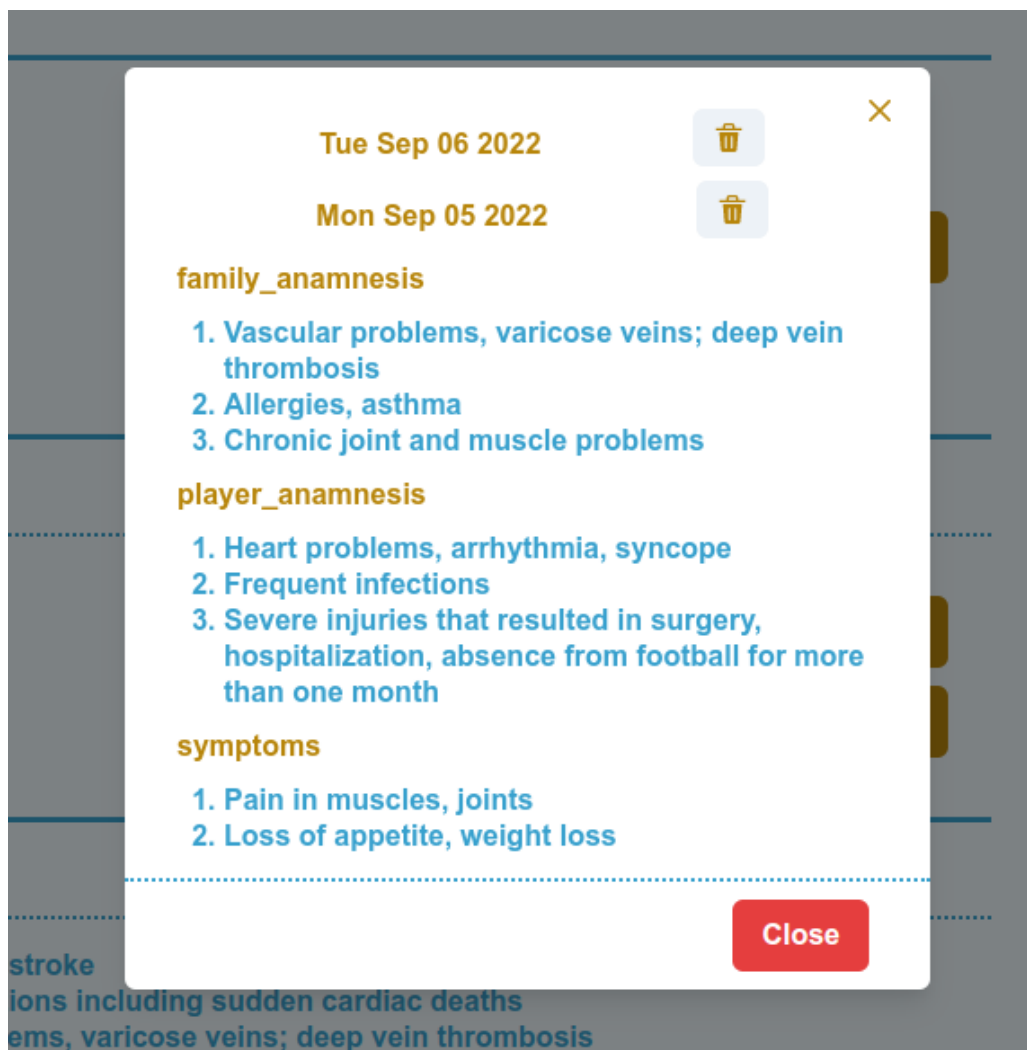 Tue Sep 06 2022
Mon Sep 05 2022
family_anamnesis
1. Vascular problems, varicose veins; deep vein
thrombosis
2. Allergies, asthma
3. Chronic joint and muscle problems
player_anamnesis
1. Heart problems, arrhythmia, syncope
2. Frequent infections
3. Severe injuries that resulted in surgery,
hospitalization, absence from football for more
than one month
symptoms
1. Pain in muscles, joints
2. Loss of appetite, weight loss
Close
stroke
ions including sudden cardiac deaths
ems, varicose veins; deep vein thrombosis